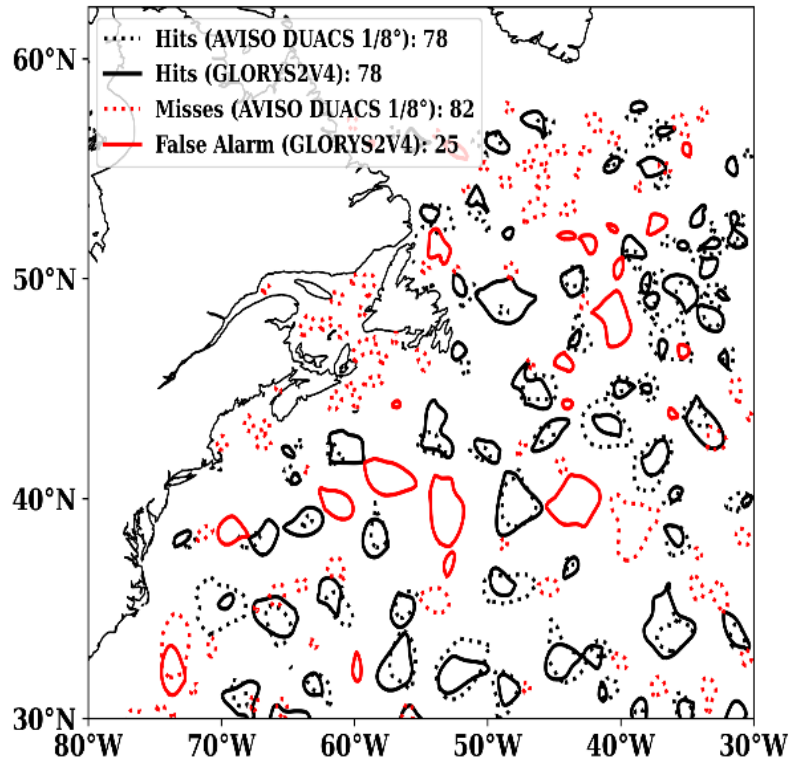 60°N
Hits (AVISO DUACS 1/8°): 78
Hits (GLORYS2V4): 78
Misses (AVISO DUACS 1/8°): 82
False Alarm (GLORYS2V4): 25
50°N
40°N
30°N
80°W 70°W 60°W 50°W 40°W 30°W